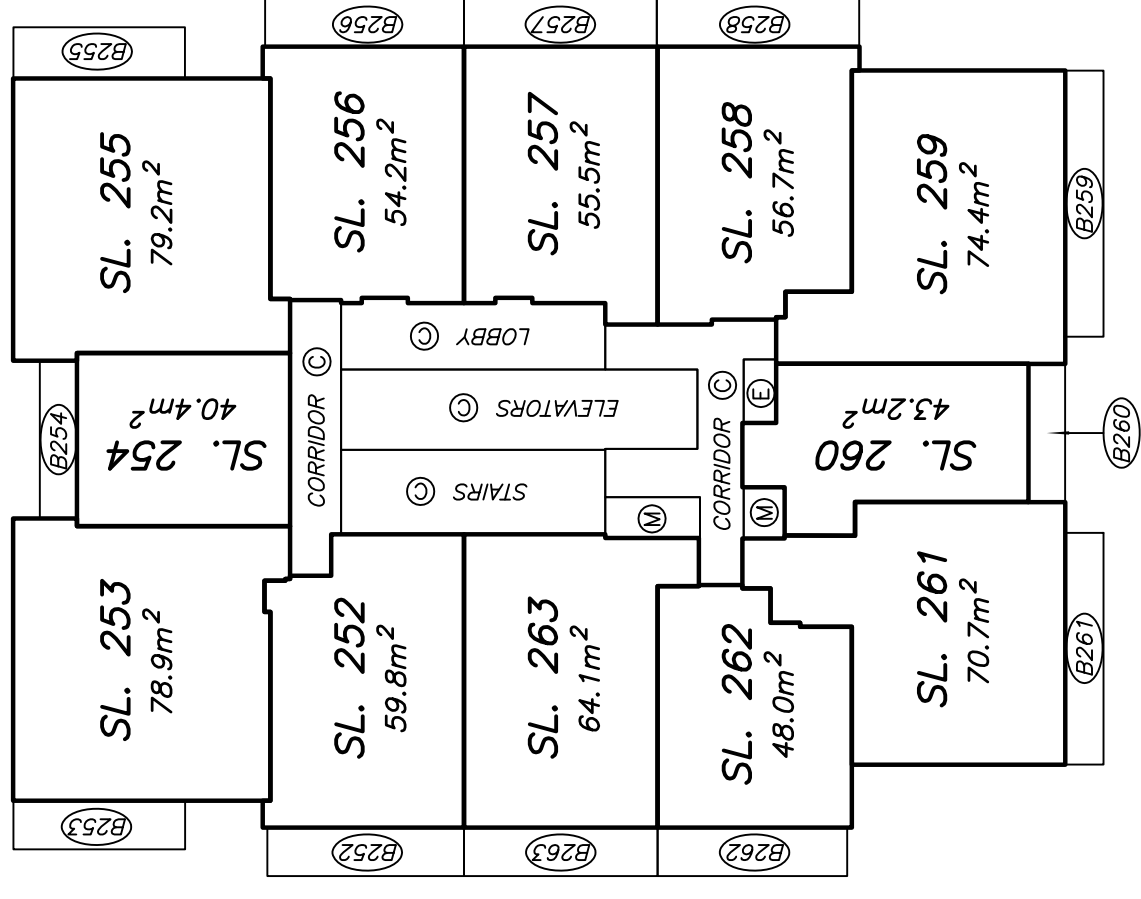 B255
B256
B257
B258
SL. 255
79.2m²
SL. 256
54.2m²
SL. 257
55.5m²
SL. 258
56.7m²
SL. 259
74.4m²
B259
B254
SL. 254
40.4m²
CORRIDOR C
LOBBY C
ELEVATORS C
STAIRS C
M
CORRIDOR C
E
M
SL. 260
43.2m²
B260
SL. 253
78.9m²
SL. 252
59.8m²
SL. 263
64.1m²
SL. 262
48.0m²
SL. 261
70.7m²
B261
B253
B252
B263
B262